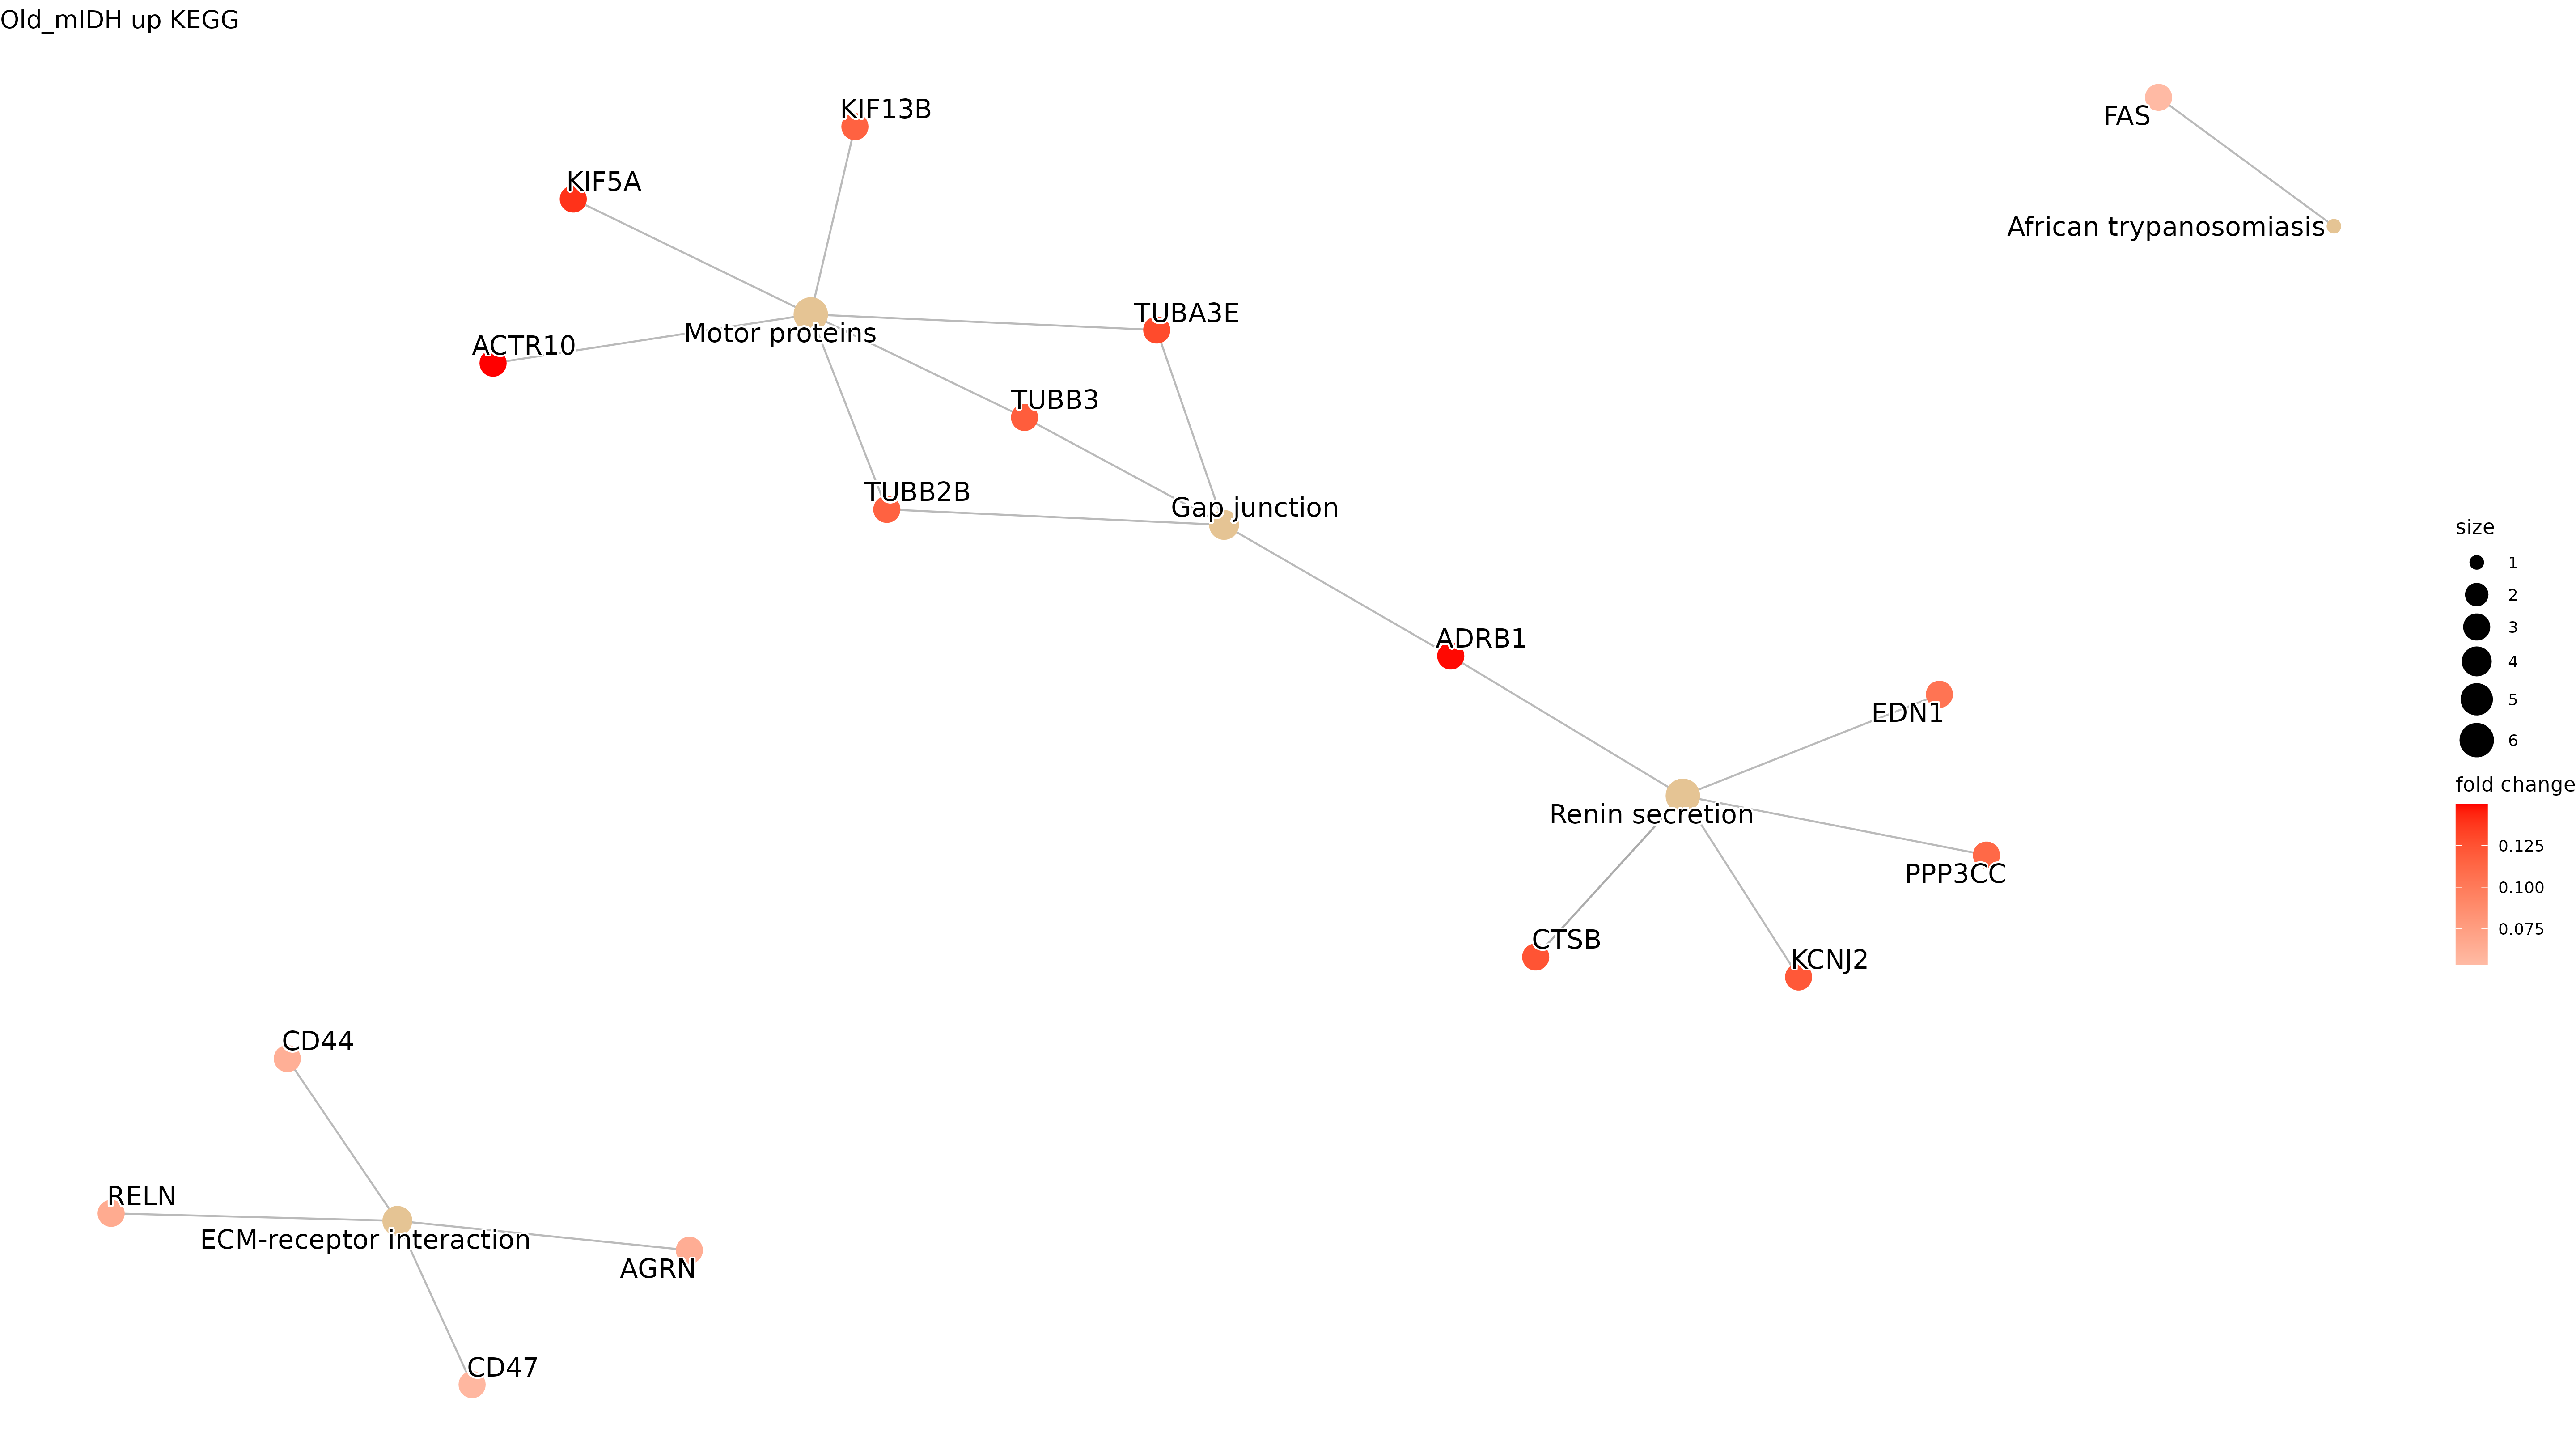 Old_mIDH up KEGG
KIF13B
FAS
KIF5A
African trypanosomiasis
TUBA3E
Motor proteins
ACTR10
TUBB3
TUBB2B
Gap junction
ADRB1
EDN1
Renin secretion
PPP3CC
CTSB
KCNJ2
size
1
2
3
4
5
6
fold change
0.125
0.100
0.075
CD44
RELN
ECM-receptor interaction
AGRN
CD47